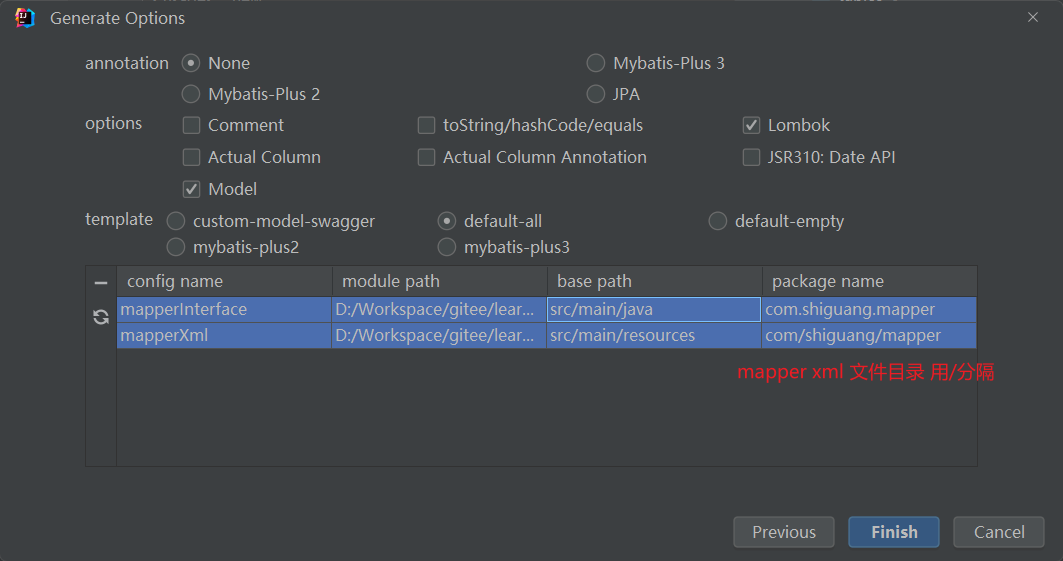 Generate Options
annotation None Mybatis-Plus 3
Mybatis-Plus 2 JPA
options Comment toString/hashCode/equals Lombok
Actual Column Actual Column Annotation JSR310: Date API
Model
template custom-model-swagger default-all default-empty
mybatis-plus2 mybatis-plus3
config name module path base path package name
mapperInterface D:/Workspace/gitee/lear... src/main/java com.shiguang.mapper
mapperXml D:/Workspace/gitee/lear... src/main/resources com/shiguang/mapper
mapper xml 文件目录 用/分隔
Previous Finish Cancel